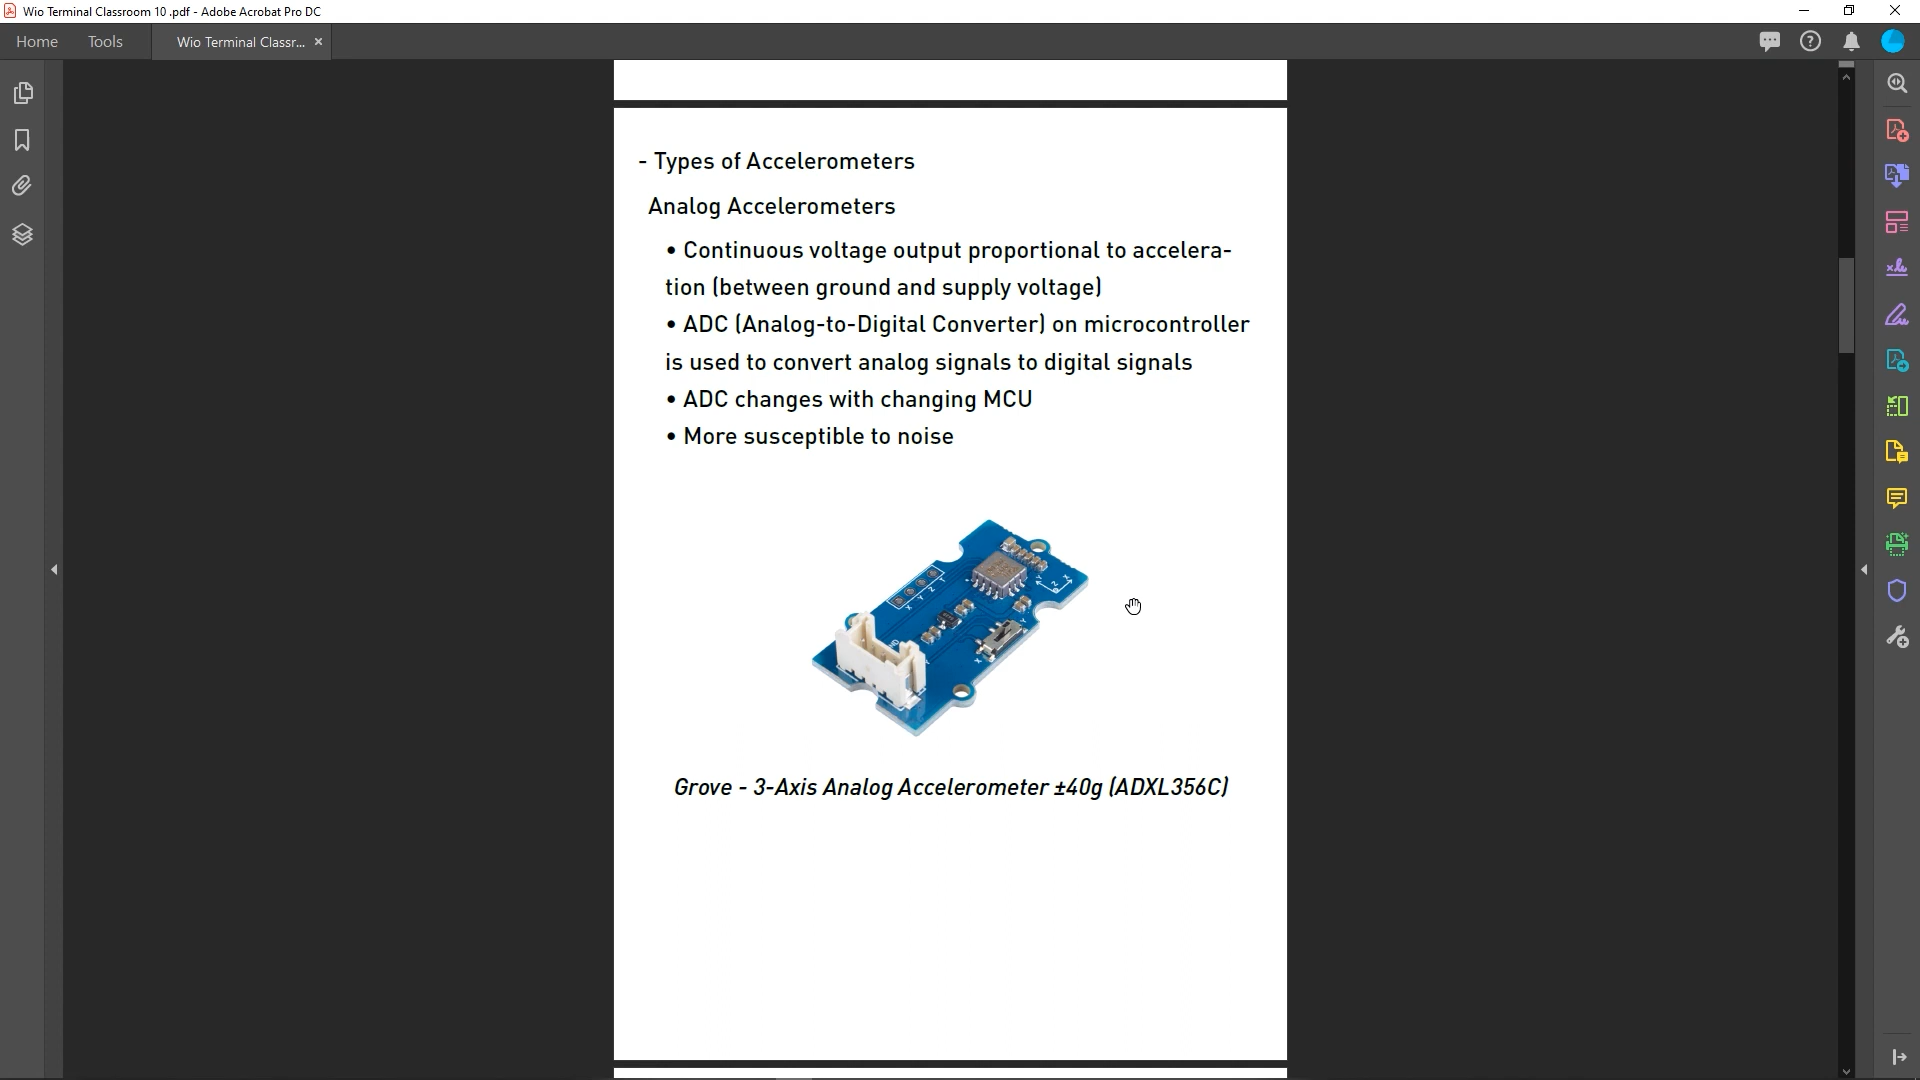 Wio Terminal Classroom 10 .pdf - Adobe Acrobat Pro DC
Home Tools Wio Terminal Classr...
- Types of Accelerometers
Analog Accelerometers
• Continuous voltage output proportional to accelera-
tion (between ground and supply voltage)
• ADC (Analog-to-Digital Converter) on microcontroller
is used to convert analog signals to digital signals
• ADC changes with changing MCU
• More susceptible to noise
X Y Z T
Y Z X
Y
X
Grove - 3-Axis Analog Accelerometer ±40g (ADXL356C)